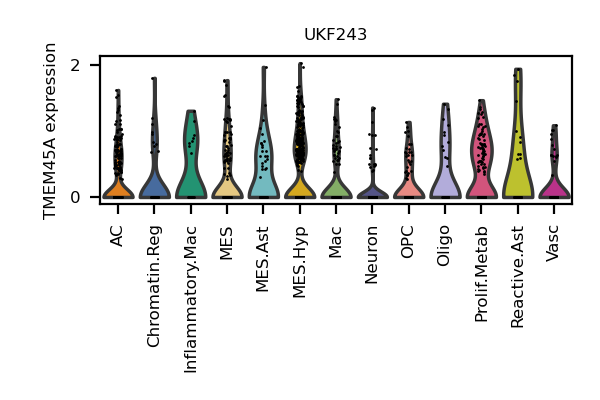 UKF243
TMEM45A expression
2
0
AC
Chromatin.Reg
Inflammatory.Mac
MES
MES.Ast
MES.Hyp
Mac
Neuron
OPC
Oligo
Prolif.Metab
Reactive.Ast
Vasc